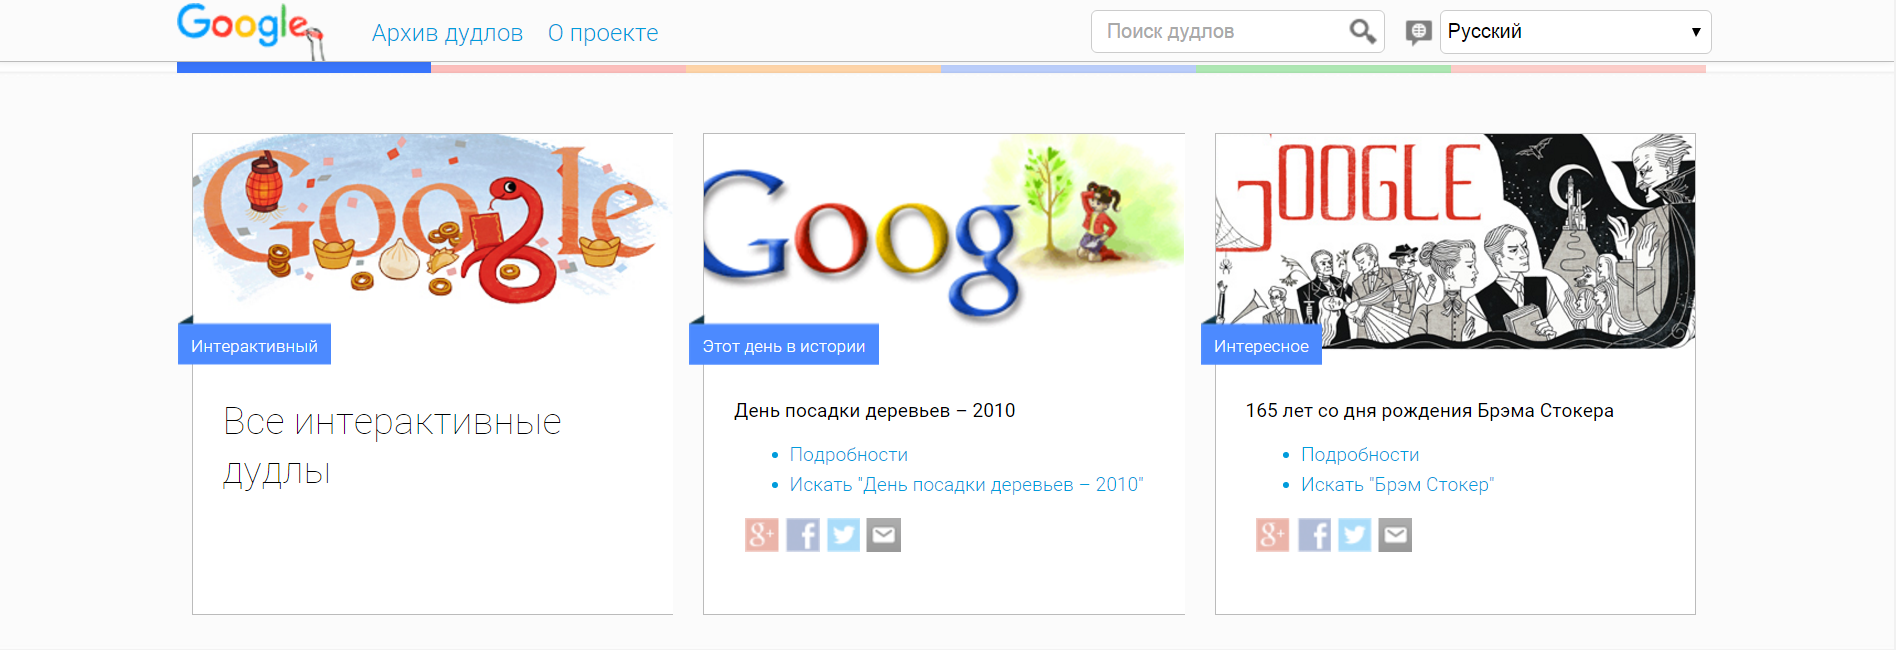 Google
Архив дудлов
О проекте
Поиск дудлов
Русский
Google
Интерактивный
Все интерактивные
дудлы
Goog
Этот день в истории
День посадки деревьев – 2010
Подробности
Искать "День посадки деревьев – 2010"
g+ f
GOOGLE
Интересное
165 лет со дня рождения Брэма Стокера
Подробности
Искать "Брэм Стокер"
g+ f